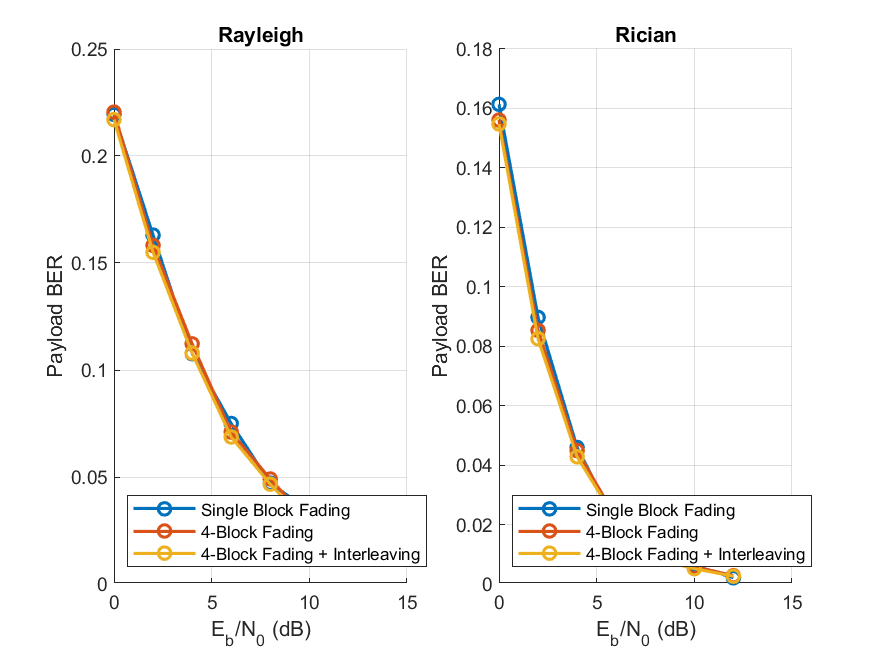 Rayleigh
0.25
0.2
0.15
0.1
0.05
0
0 5 10 15
Payload BER
E_b/N_0 (dB)
Single Block Fading
4-Block Fading
4-Block Fading + Interleaving
Rician
0.18
0.16
0.14
0.12
0.1
0.08
0.06
0.04
0.02
0
0 5 10 15
Payload BER
E_b/N_0 (dB)
Single Block Fading
4-Block Fading
4-Block Fading + Interleaving